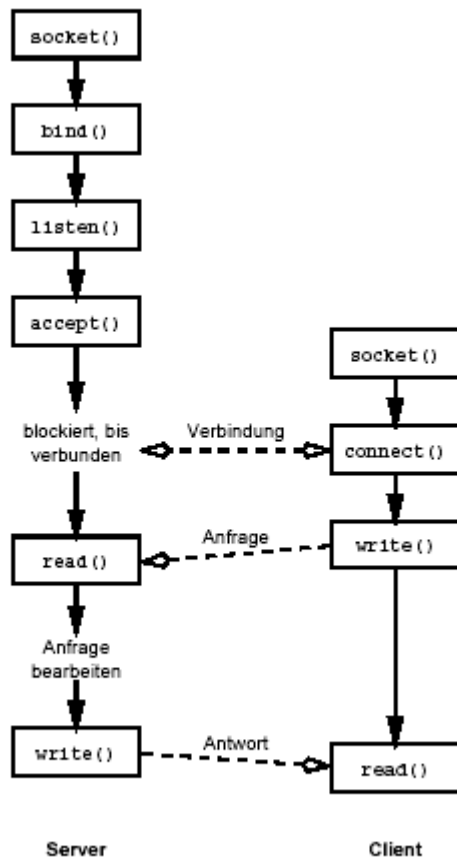 socket()
bind()
listen()
accept()
socket()
blockiert, bis
verbunden
Verbindung
connect()
Anfrage
write()
read()
Anfrage
bearbeiten
write()
Antwort
read()
Server
Client